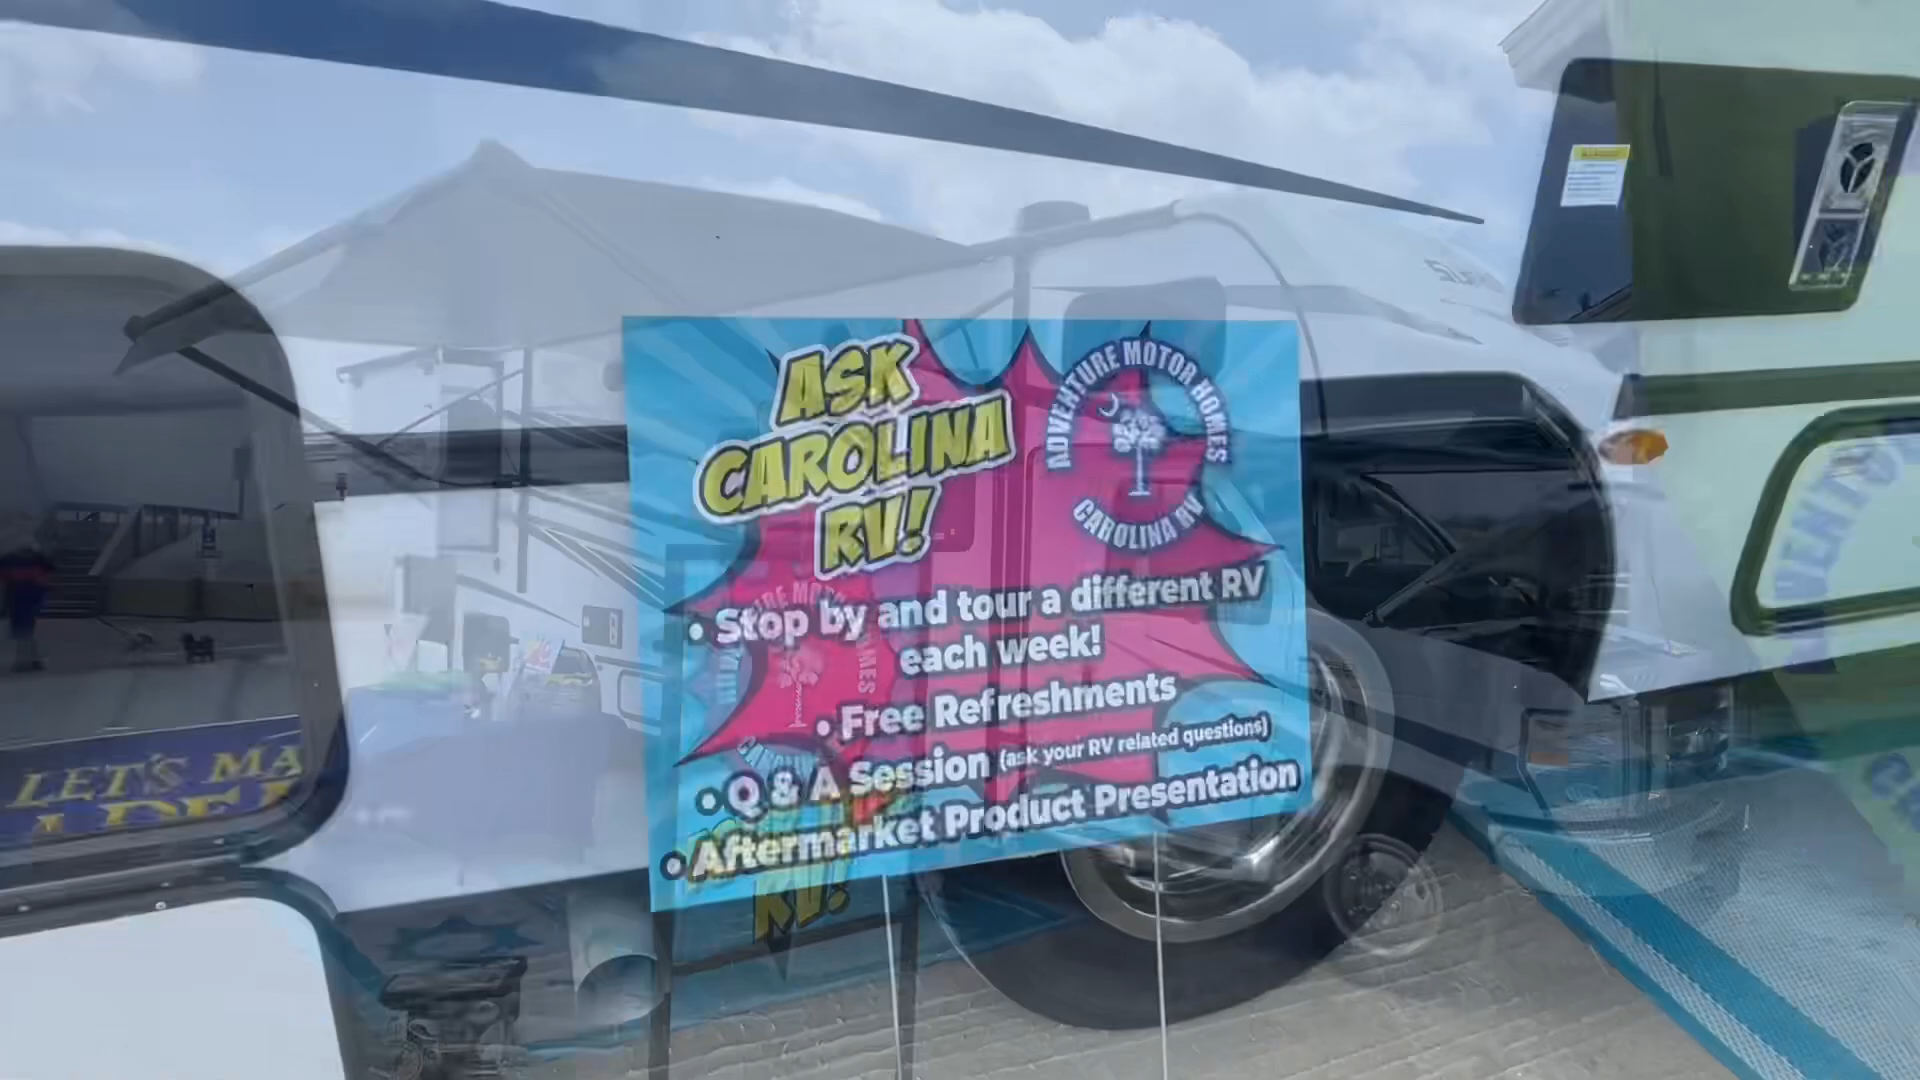 ASK
CAROLINA
RV!
ADVENTURE MOTOR HOMES
CAROLINA RV
• Stop by and tour a different RV
each week!
• Free Refreshments
• Q & A Session (ask your RV related questions)
• Aftermarket Product Presentation
LET'S MA
RV!